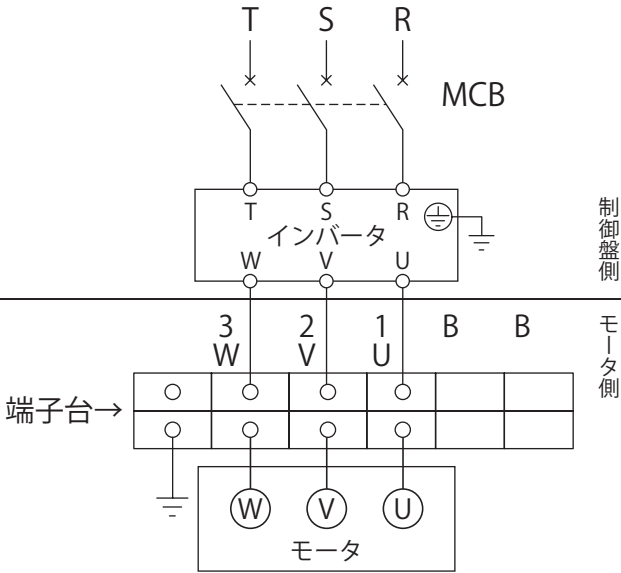 T S R
MCB
T S R
インバータ
W V U
制御盤側
3 2 1 B B
W V U
モータ側
端子台→
W V U
モータ